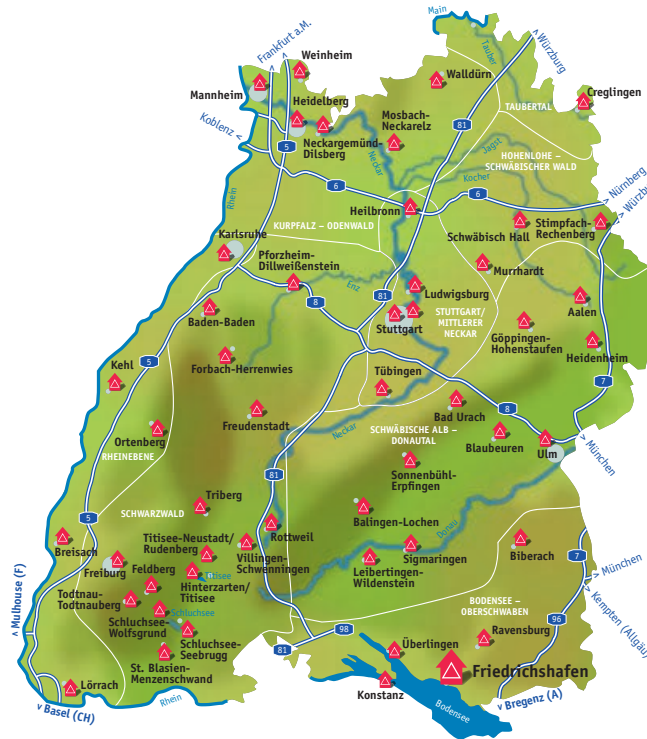 Main
Frankfurt a.M.
Weinheim
Tauber
Würzburg
Walldürn
Mannheim
Creglingen
Heidelberg
TAUBERTAL
Koblenz
Mosbach-
Neckarelz
81
5
Neckargemünd-
Dilsberg
Jagst
HOHENLOHE –
SCHWÄBISCHER WALD
Neckar
Kocher
6
6
Nürnberg
Rhein
Heilbronn
KURPFALZ – ODENWALD
Stimpfach-
Rechenberg
Karlsruhe
Schwäbisch Hall
Pforzheim-
Dillweißenstein
Murrhardt
Enz
Ludwigsburg
81
8
Aalen
Baden-Baden
STUTTGART/
MITTLERER
NECKAR
Stuttgart
Göppingen-
Hohenstaufen
Heidenheim
5
Forbach-Herrenwies
Kehl
Tübingen
7
Freudenstadt
Bad Urach
8
Neckar
SCHWÄBISCHE ALB –
DONAUTAL
Ortenberg
Blaubeuren
Ulm
München
RHEINEBENE
Sonnenbühl-
Erpfingen
81
Triberg
SCHWARZWALD
Balingen-Lochen
5
Rottweil
Donau
Titisee-Neustadt/
Rudenberg
Breisach
Villingen-
Schwenningen
Sigmaringen
Biberach
7
Freiburg
Feldberg
Leibertingen-
Wildenstein
München
Titisee
Hinterzarten/
Titisee
Mulhouse (F)
Todtnau-
Todtnauberg
BODENSEE –
OBERSCHWABEN
Kempten (Allgäu)
Schluchsee
96
Schluchsee-
Wolfsgrund
98
Ravensburg
Schluchsee-
Seebrugg
81
Überlingen
St. Blasien-
Menzenschwand
Friedrichshafen
Lörrach
Konstanz
Rhein
Bodensee
Bregenz (A)
Basel (CH)